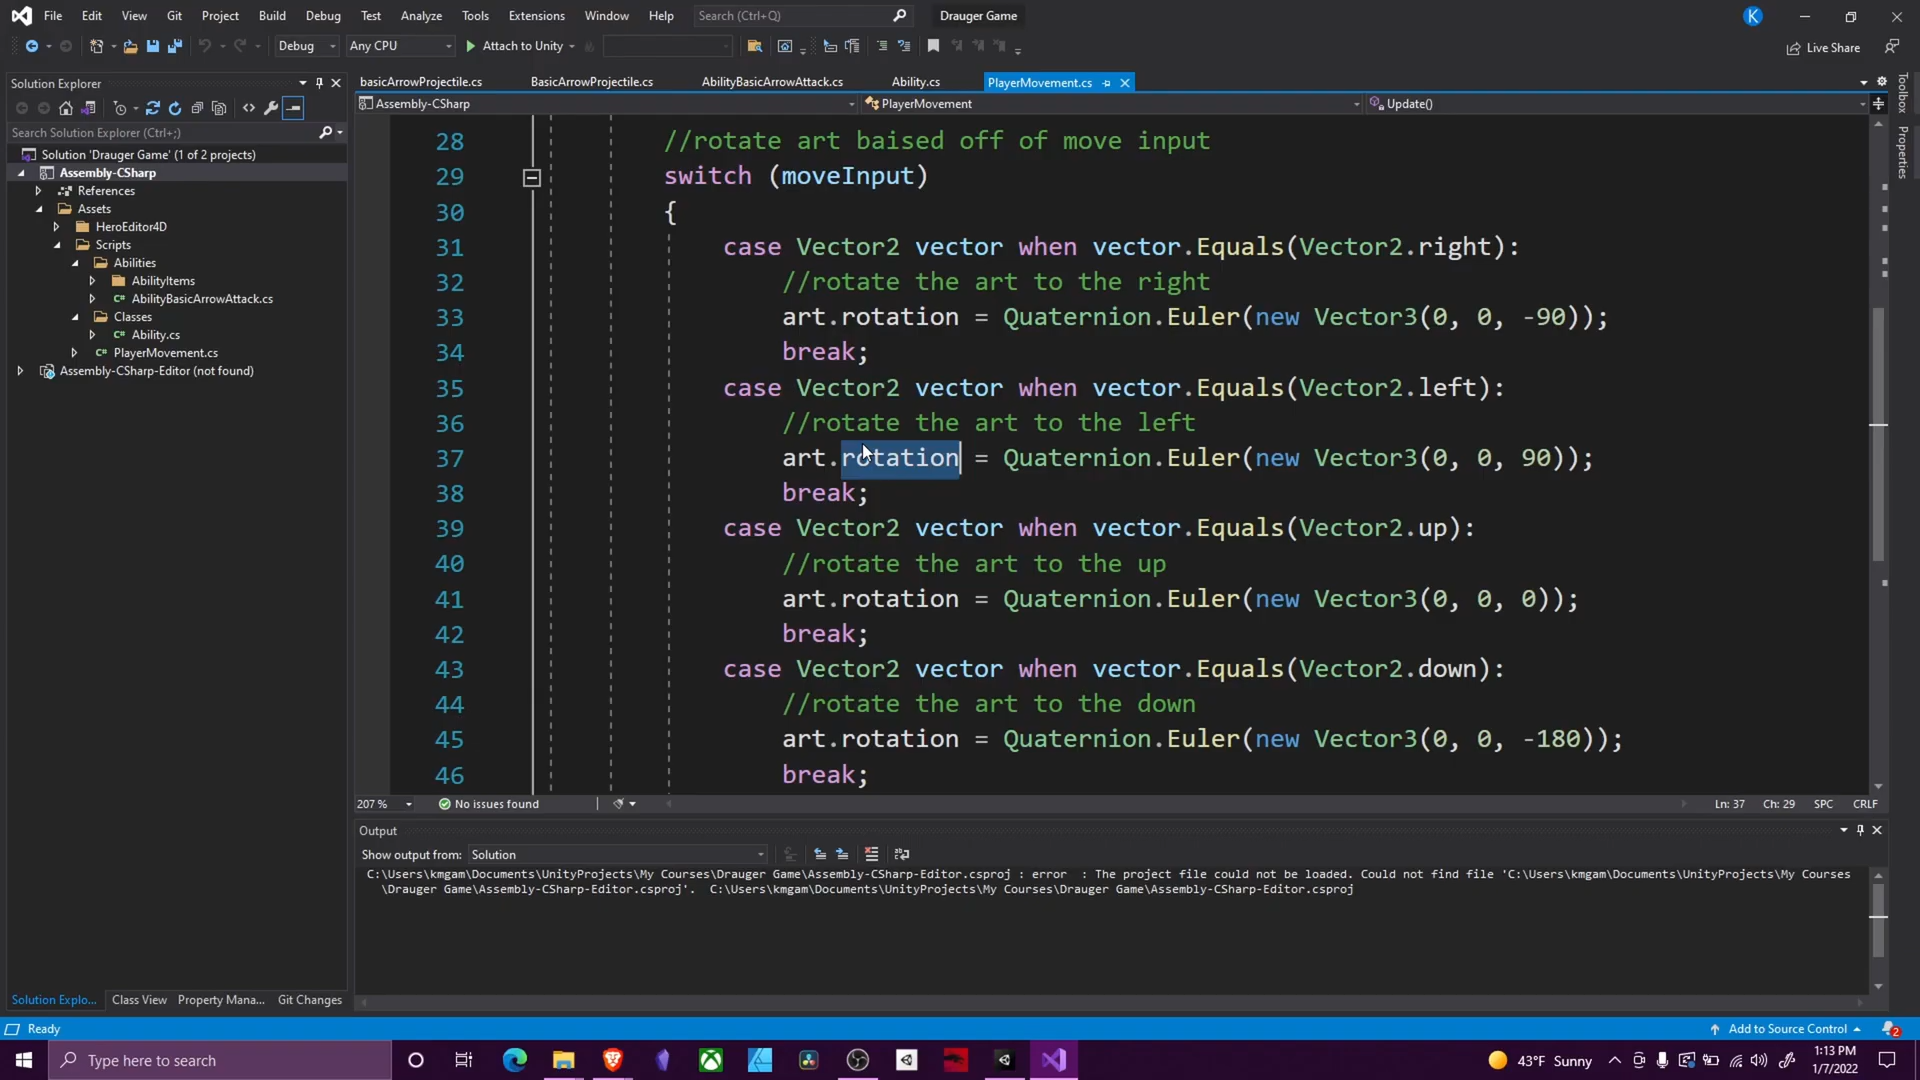 File Edit View Git Project Build Debug Test Analyze Tools Extensions Window Help Search (Ctrl+Q) Drauger Game K
Debug Any CPU Attach to Unity Live Share
Solution Explorer
basicArrowProjectile.cs BasicArrowProjectile.cs AbilityBasicArrowAttack.cs Ability.cs PlayerMovement.cs
Assembly-CSharp PlayerMovement Update()
Search Solution Explorer (Ctrl+;)
Solution 'Drauger Game' (1 of 2 projects)
Assembly-CSharp
References
Assets
HeroEditor4D
Scripts
Abilities
AbilityItems
C# AbilityBasicArrowAttack.cs
Classes
C# Ability.cs
C# PlayerMovement.cs
Assembly-CSharp-Editor (not found)
Solution Explo... Class View Property Mana... Git Changes
28 //rotate art baised off of move input
29 switch (moveInput)
30 {
31 case Vector2 vector when vector.Equals(Vector2.right):
32 //rotate the art to the right
33 art.rotation = Quaternion.Euler(new Vector3(0, 0, -90));
34 break;
35 case Vector2 vector when vector.Equals(Vector2.left):
36 //rotate the art to the left
37 art.rotation = Quaternion.Euler(new Vector3(0, 0, 90));
38 break;
39 case Vector2 vector when vector.Equals(Vector2.up):
40 //rotate the art to the up
41 art.rotation = Quaternion.Euler(new Vector3(0, 0, 0));
42 break;
43 case Vector2 vector when vector.Equals(Vector2.down):
44 //rotate the art to the down
45 art.rotation = Quaternion.Euler(new Vector3(0, 0, -180));
46 break;
207 % No issues found Ln: 37 Ch: 29 SPC CRLF
Output
Show output from: Solution
C:\Users\kmgam\Documents\UnityProjects\My Courses\Drauger Game\Assembly-CSharp-Editor.csproj : error : The project file could not be loaded. Could not find file 'C:\Users\kmgam\Documents\UnityProjects\My Courses
\Drauger Game\Assembly-CSharp-Editor.csproj'. C:\Users\kmgam\Documents\UnityProjects\My Courses\Drauger Game\Assembly-CSharp-Editor.csproj
Toolbox
Properties
Ready Add to Source Control 2
Type here to search 43°F Sunny 1:13 PM
1/7/2022